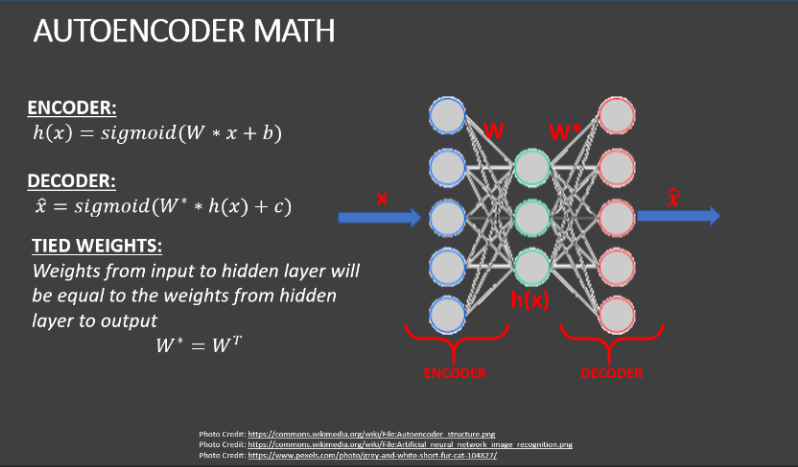 AUTOENCODER MATH
ENCODER:
h(x) = sigmoid(W * x + b)
DECODER:
x̂ = sigmoid(W* * h(x) + c)
TIED WEIGHTS:
Weights from input to hidden layer will
be equal to the weights from hidden
layer to output
W* = Wᵀ
W
W*
x
x̂
h(x)
ENCODER
DECODER
Photo Credit: https://commons.wikimedia.org/wiki/File:Autoencoder_structure.png
Photo Credit: https://commons.wikimedia.org/wiki/File:Artificial_neural_network_image_recognition.png
Photo Credit: https://www.pexels.com/photo/grey-and-white-short-fur-cat-104827/